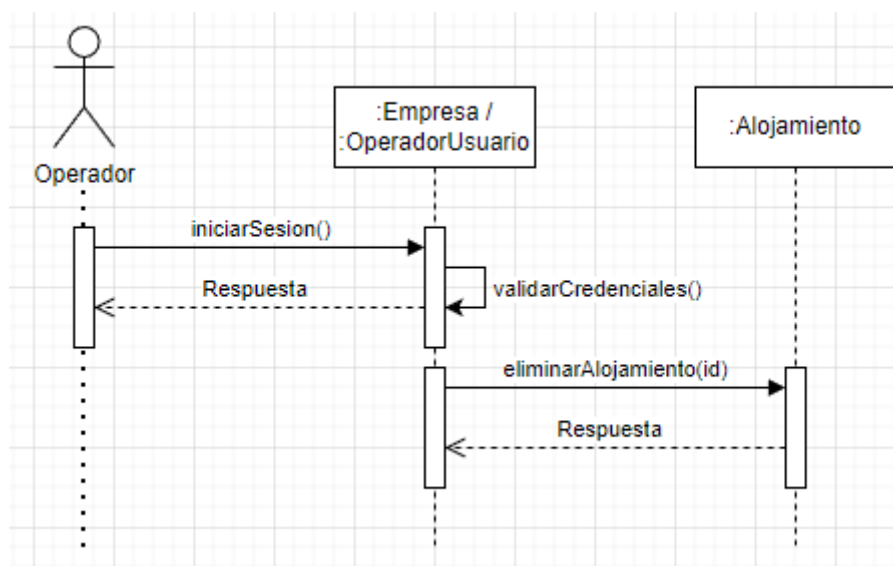 :Empresa /
:OperadorUsuario
:Alojamiento
Operador
iniciarSesion()
Respuesta
validarCredenciales()
eliminarAlojamiento(id)
Respuesta